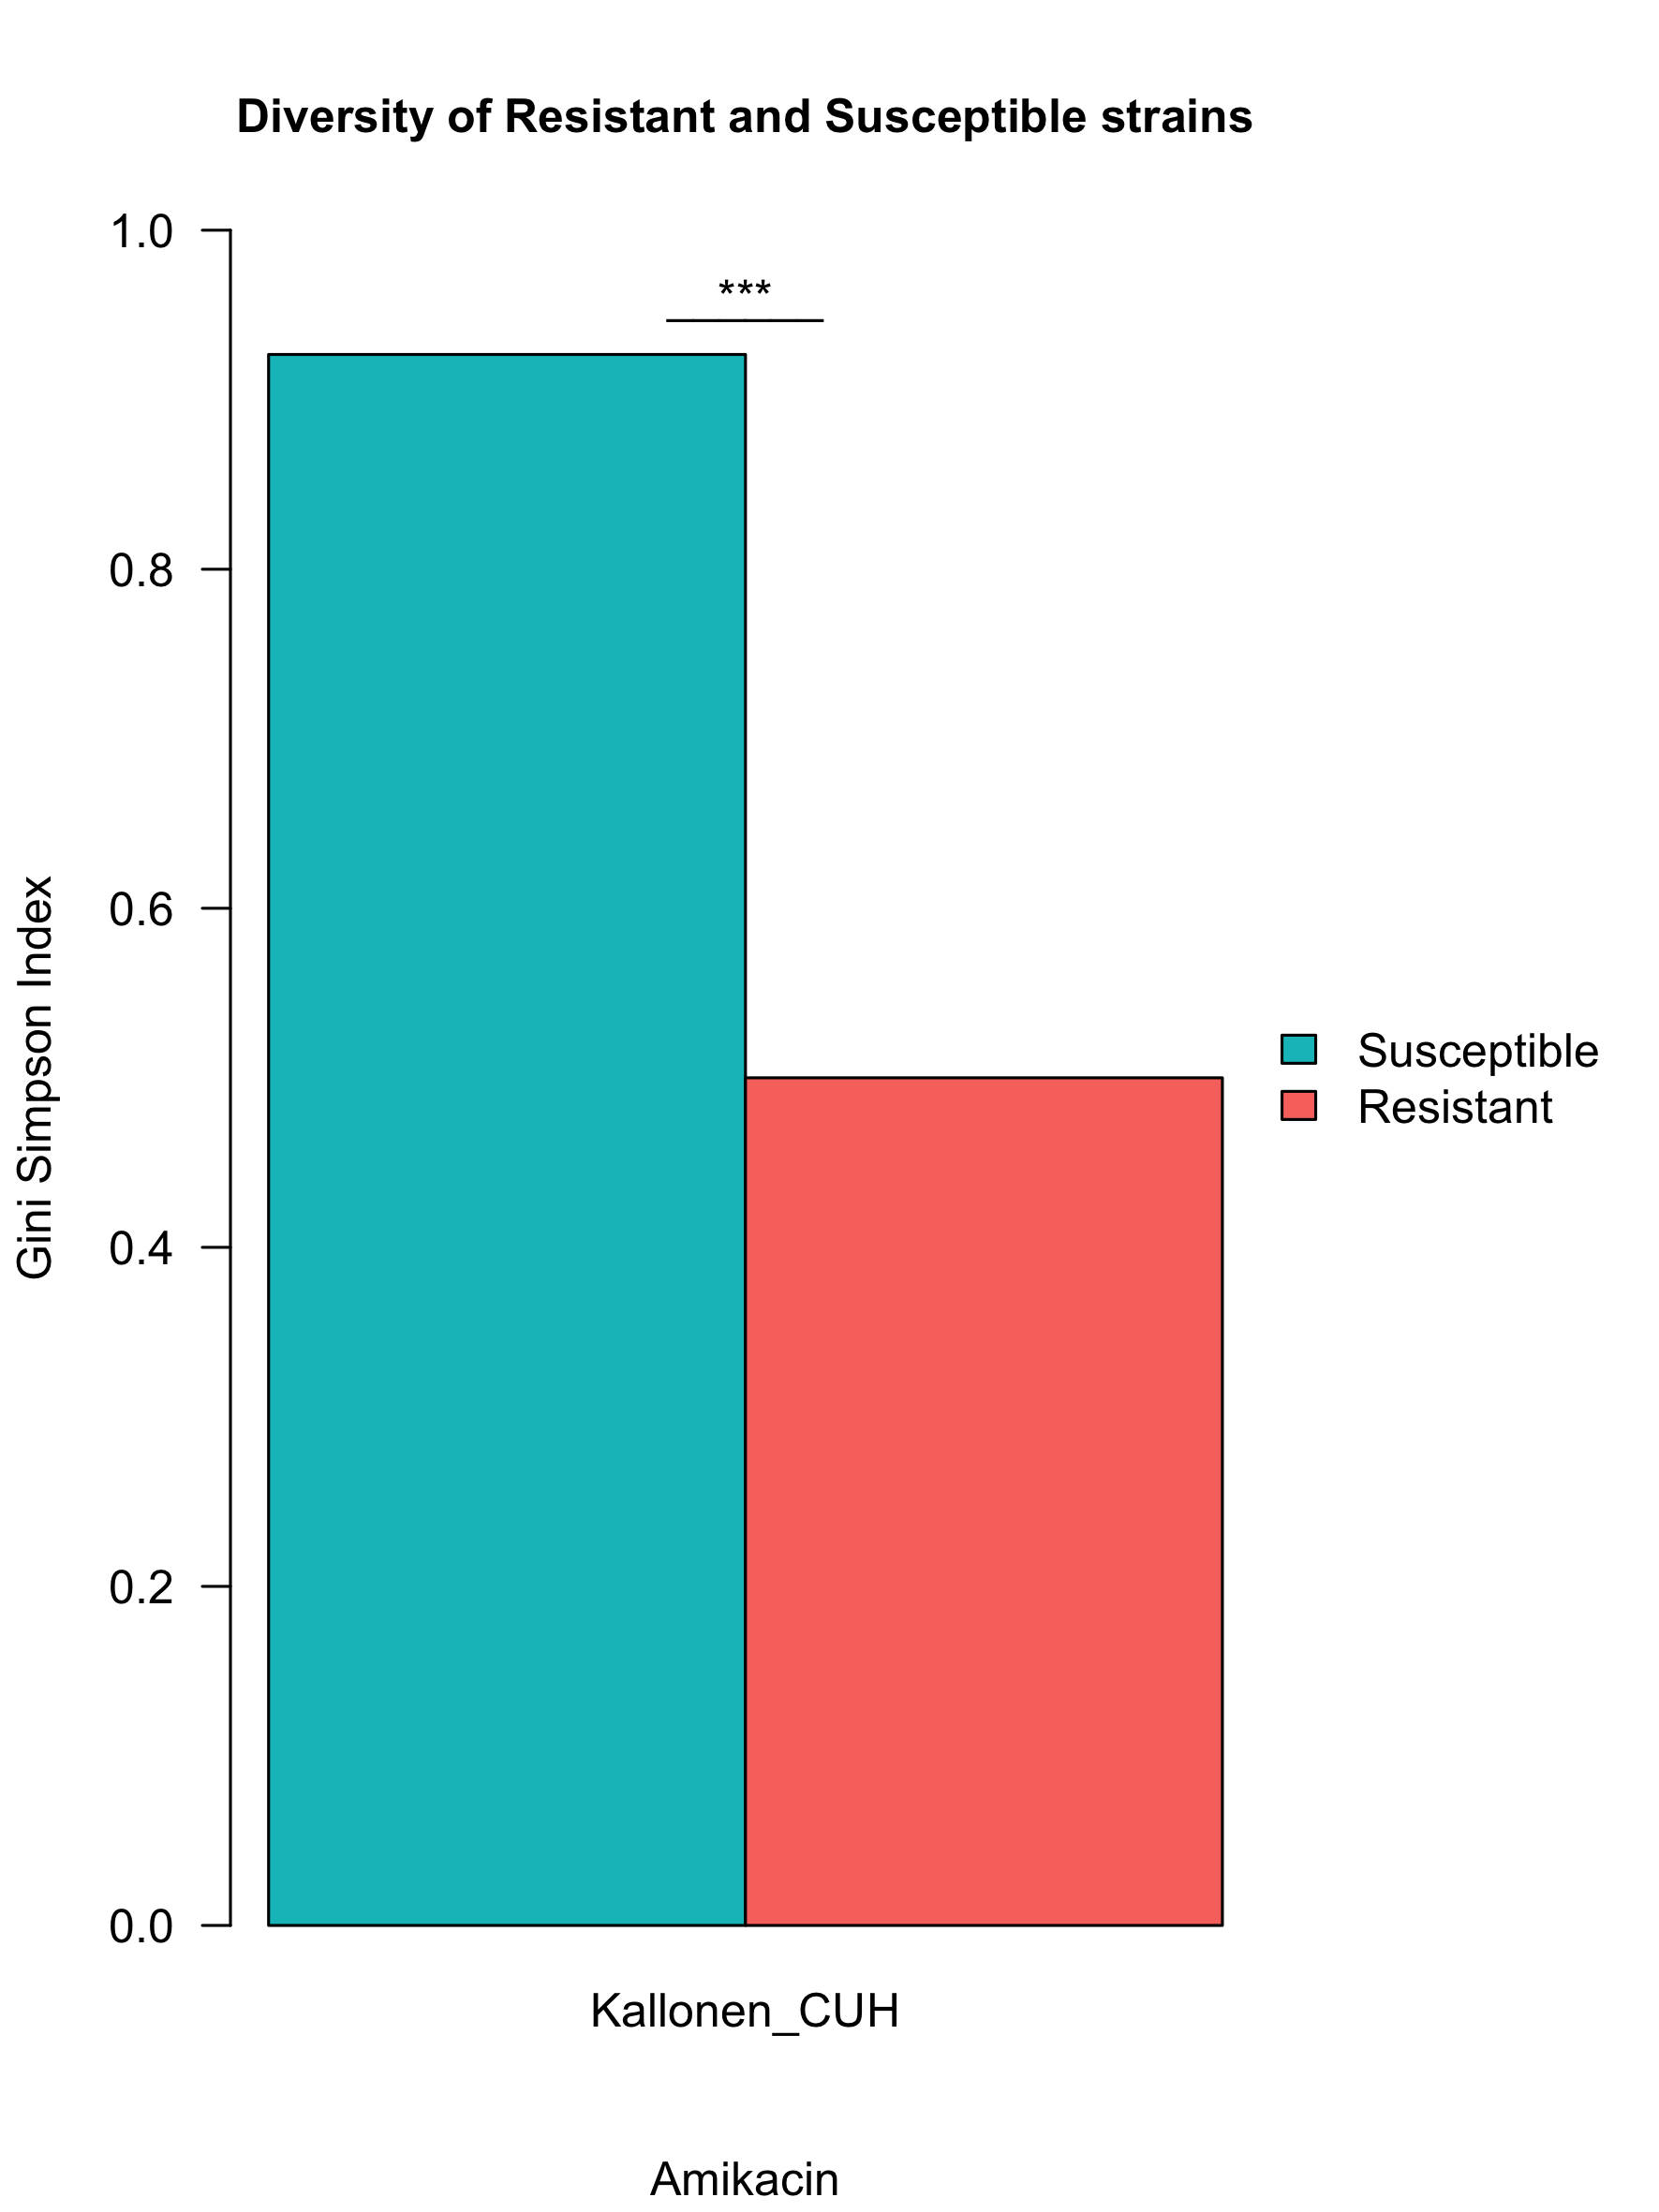 Diversity of Resistant and Susceptible strains
1.0
***
0.8
0.6
0.4
0.2
0.0
Gini Simpson Index
Susceptible
Resistant
Kallonen_CUH
Amikacin